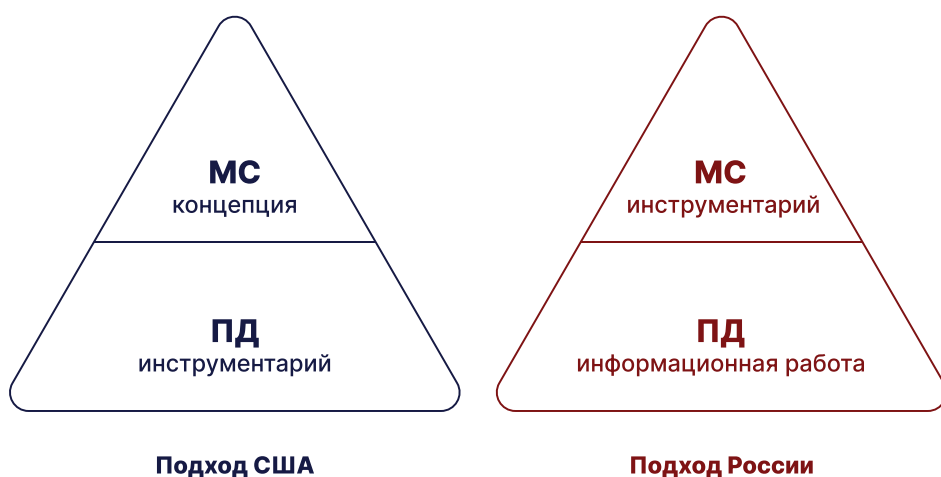 МС
концепция
ПД
инструментарий
Подход США
МС
инструментарий
ПД
информационная работа
Подход России